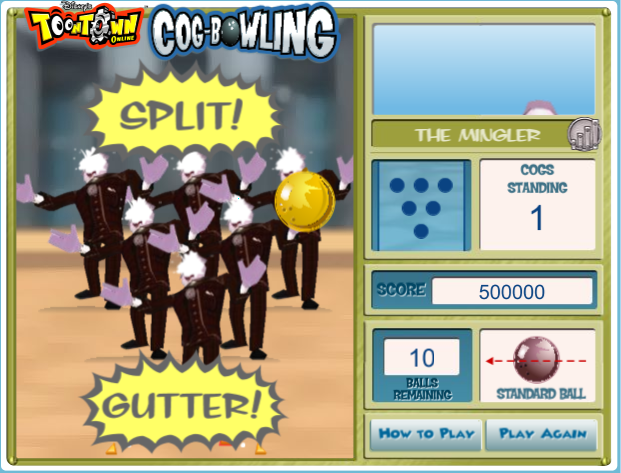 Disney's
TOONTOWN
ONLINE
COG-BOWLING
SPLIT!
THE MINGLER
COGS
STANDING
1
SCORE 500000
10
BALLS
REMAINING
STANDARD BALL
GUTTER!
HOW TO PLAY
PLAY AGAIN